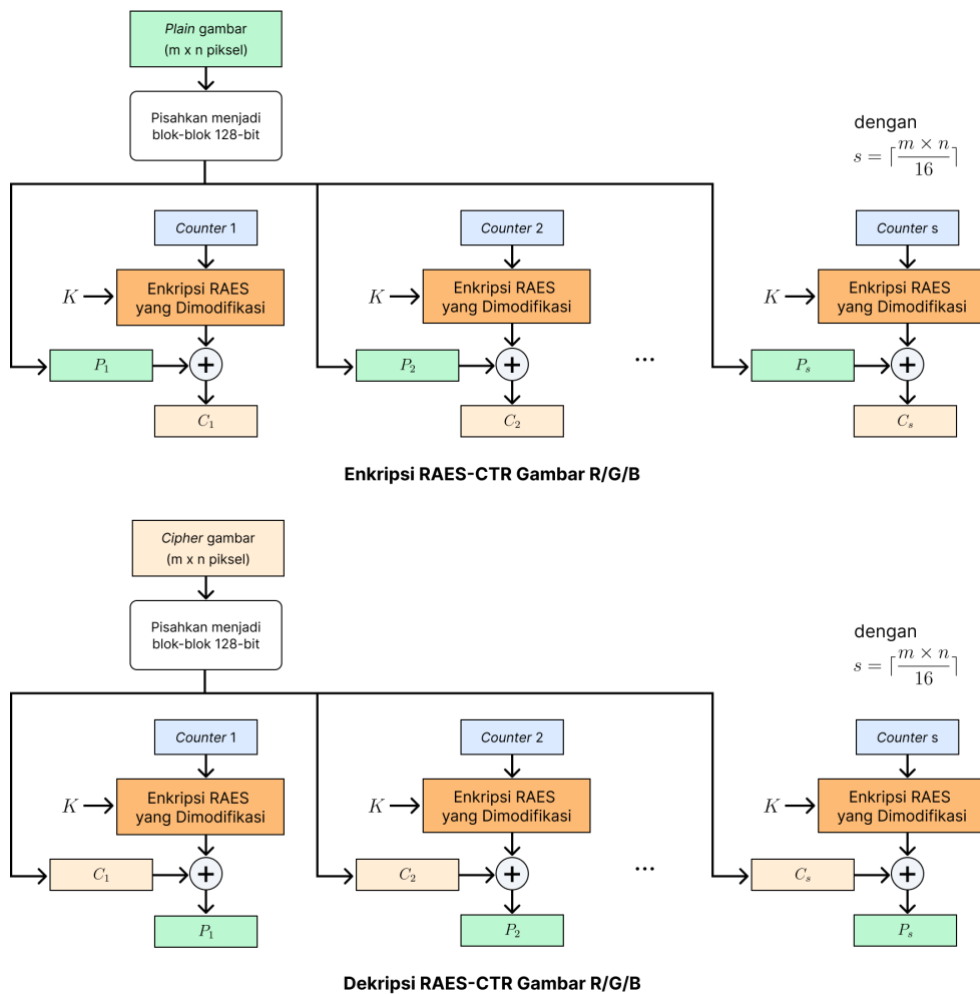 Plain gambar
(m x n piksel)
Pisahkan menjadi
blok-blok 128-bit
dengan
s = ⌈(m × n)/16⌉
Counter 1
Counter 2
Counter s
K
Enkripsi RAES
yang Dimodifikasi
K
Enkripsi RAES
yang Dimodifikasi
K
Enkripsi RAES
yang Dimodifikasi
P₁
+
P₂
+
...
Pₛ
+
C₁
C₂
Cₛ
Enkripsi RAES-CTR Gambar R/G/B
Cipher gambar
(m x n piksel)
Pisahkan menjadi
blok-blok 128-bit
dengan
s = ⌈(m × n)/16⌉
Counter 1
Counter 2
Counter s
K
Enkripsi RAES
yang Dimodifikasi
K
Enkripsi RAES
yang Dimodifikasi
K
Enkripsi RAES
yang Dimodifikasi
C₁
+
C₂
+
...
Cₛ
+
P₁
P₂
Pₛ
Dekripsi RAES-CTR Gambar R/G/B